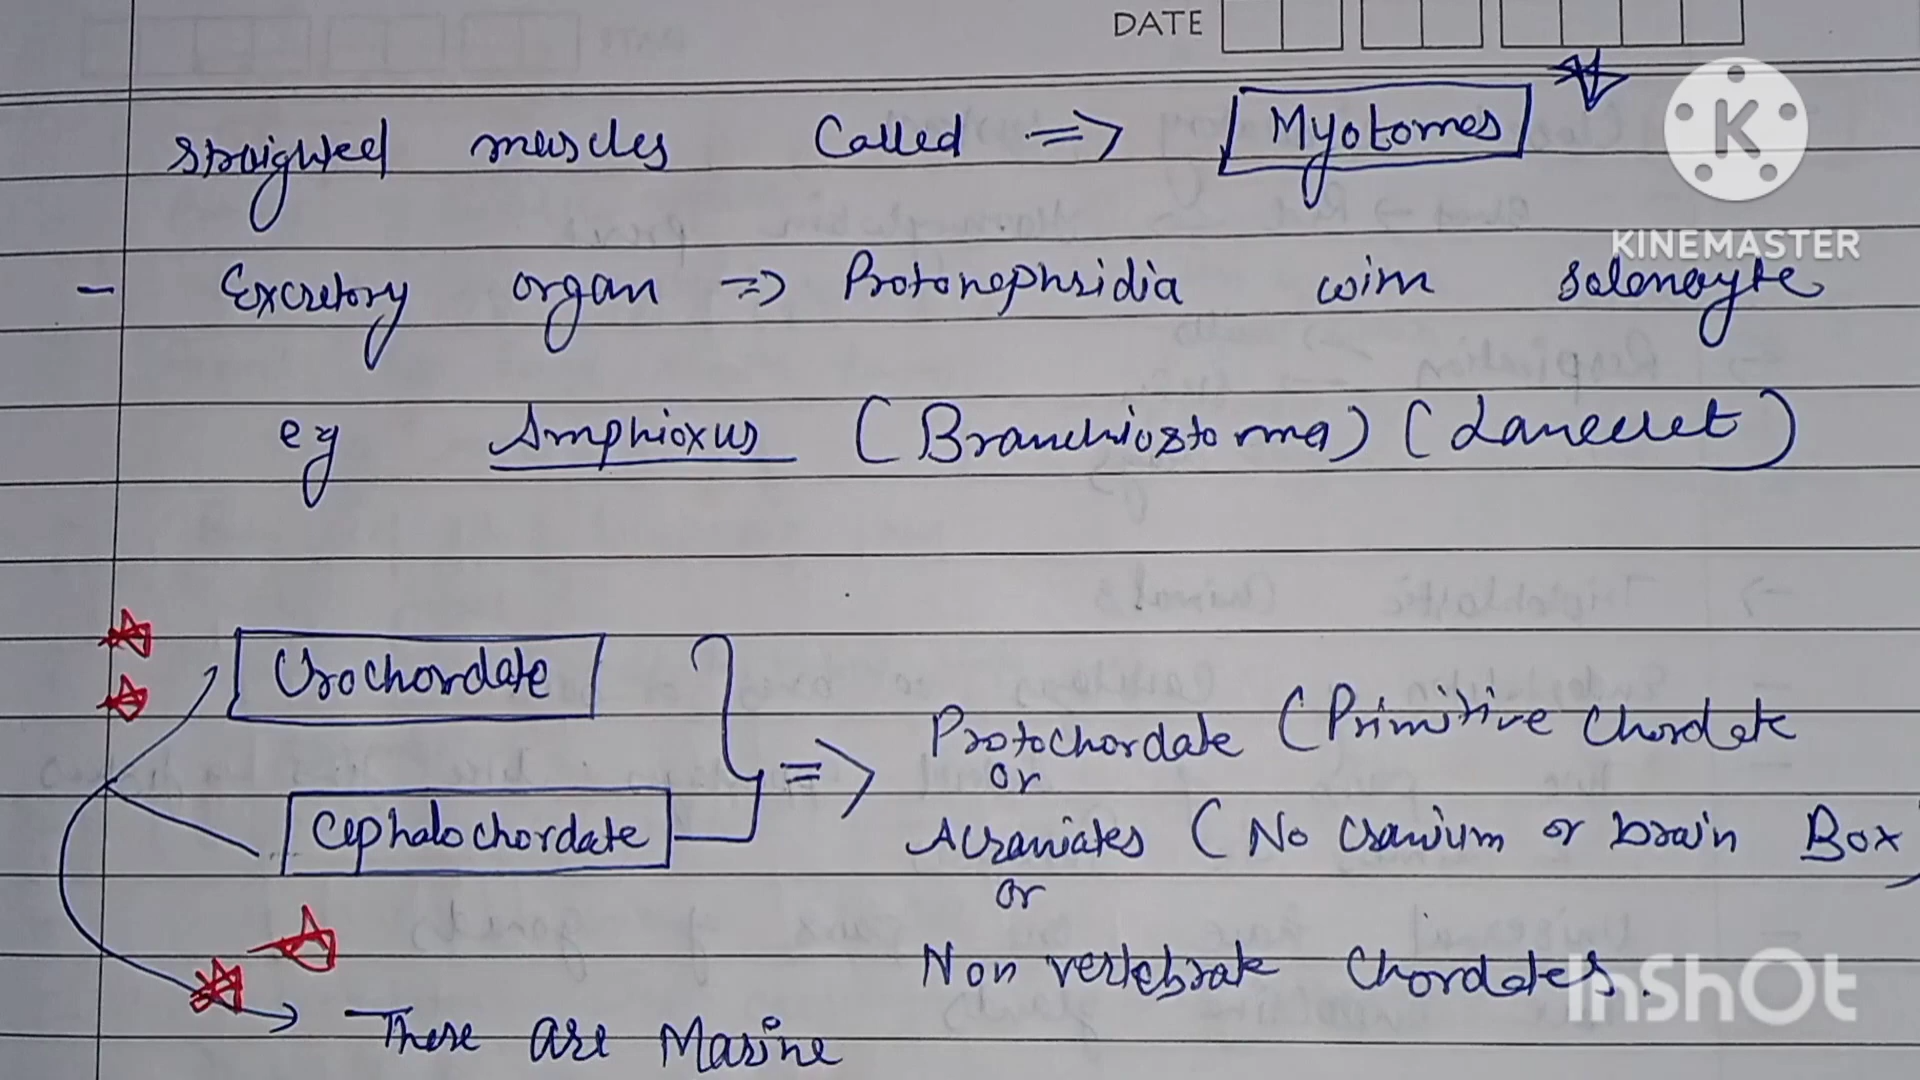 DATE
straighted muscles Called => Myotomes
K
KINEMASTER
- Excretory organ => Protonephridia with solenocyte
eg Amphioxus (Branchiostoma) (Lancelet)
Urochordate
Cephalochordate
=> Protochordate (Primitive Chordate
or
Acraniates (No Cranium or brain Box)
or
Non vertebrate Chordates.
InShOt
These are Marine